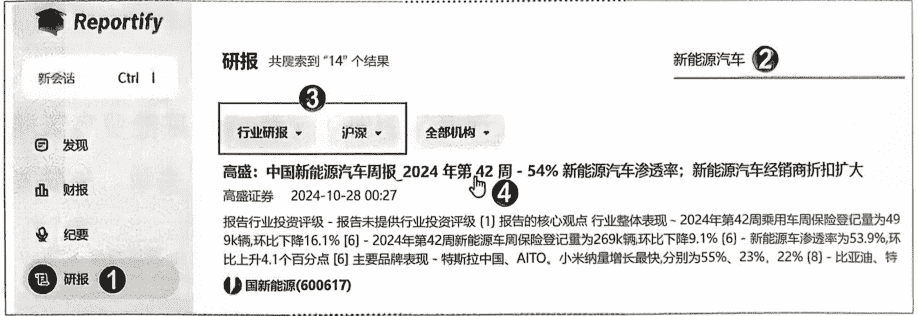 Reportify
新会话 Ctrl I
发现
财报
纪要
研报 1
研报 共搜索到 “14” 个结果
新能源汽车 2
3
行业研报 沪深 全部机构
高盛：中国新能源汽车周报_2024 年第 42 周 - 54% 新能源汽车渗透率；新能源汽车经销商折扣扩大
4
高盛证券 2024-10-28 00:27
报告行业投资评级 - 报告未提供行业投资评级 [1] 报告的核心观点 行业整体表现 - 2024年第42周乘用车周保险登记量为49
9k辆,环比下降16.1% [6] - 2024年第42周新能源车周保险登记量为269k辆,环比下降9.1% [6] - 新能源车渗透率为53.9%,环
比上升4.1个百分点 [6] 主要品牌表现 - 特斯拉中国、AITO、小米纳量增长最快,分别为55%、23%、22% (8) - 比亚迪、特
国新能源(600617)